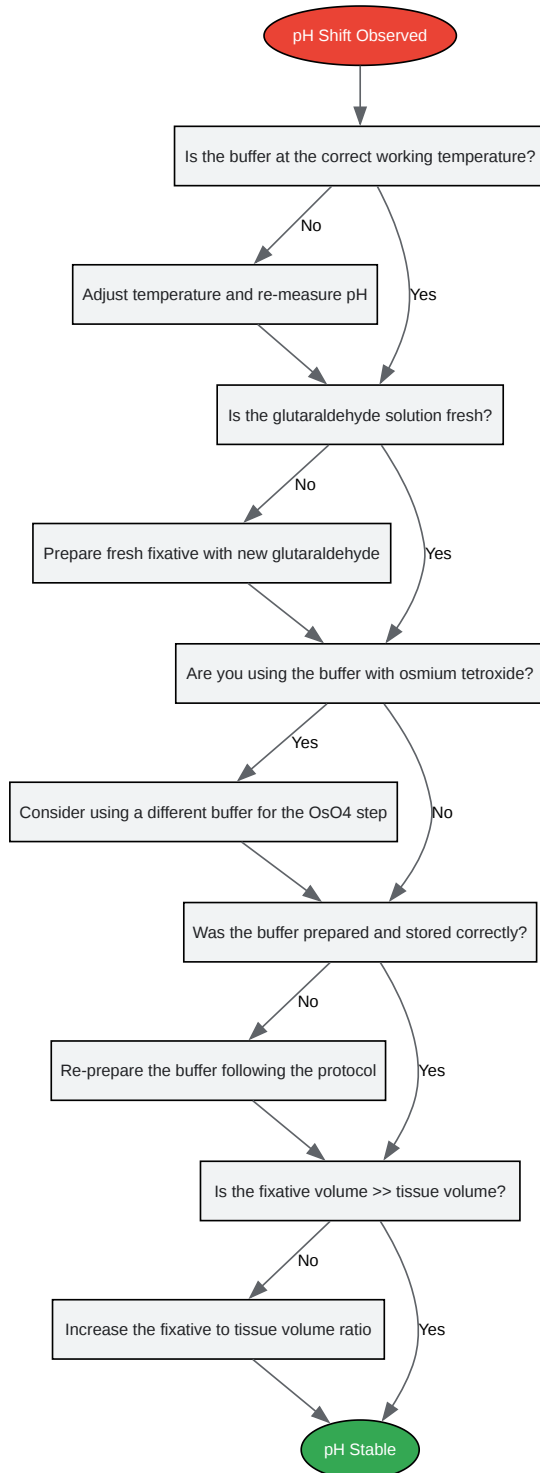 pH Shift Observed
Is the buffer at the correct working temperature?
No
Adjust temperature and re-measure pH
Yes
Is the glutaraldehyde solution fresh?
No
Prepare fresh fixative with new glutaraldehyde
Yes
Are you using the buffer with osmium tetroxide?
Yes
Consider using a different buffer for the OsO4 step
No
Was the buffer prepared and stored correctly?
No
Re-prepare the buffer following the protocol
Yes
Is the fixative volume >> tissue volume?
No
Increase the fixative to tissue volume ratio
Yes
pH Stable